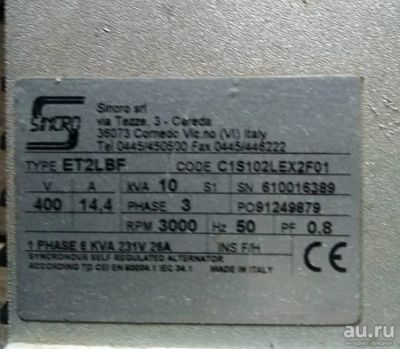 SINCRO
Sincro srl
via Tezze, 3 - Cereda
36073 Cornedo Vic.no (VI) Italy
Tel 0445/450500 Fax 0445/446222
TYPE ET2LBF CODE C1S102LEX2F01
V A kVA 10 S1 SN 610016389
400 14,4 PHASE 3 PO91249879
RPM 3000 Hz 50 PF 0.8
1 PHASE 6 KVA 231V 26A INS F/H
SYNCRONOUS SELF REGULATED ALTERNATOR
ACCORDING TO CEI EN 60034.1 IEC 34.1 MADE IN ITALY
CE
au.ru